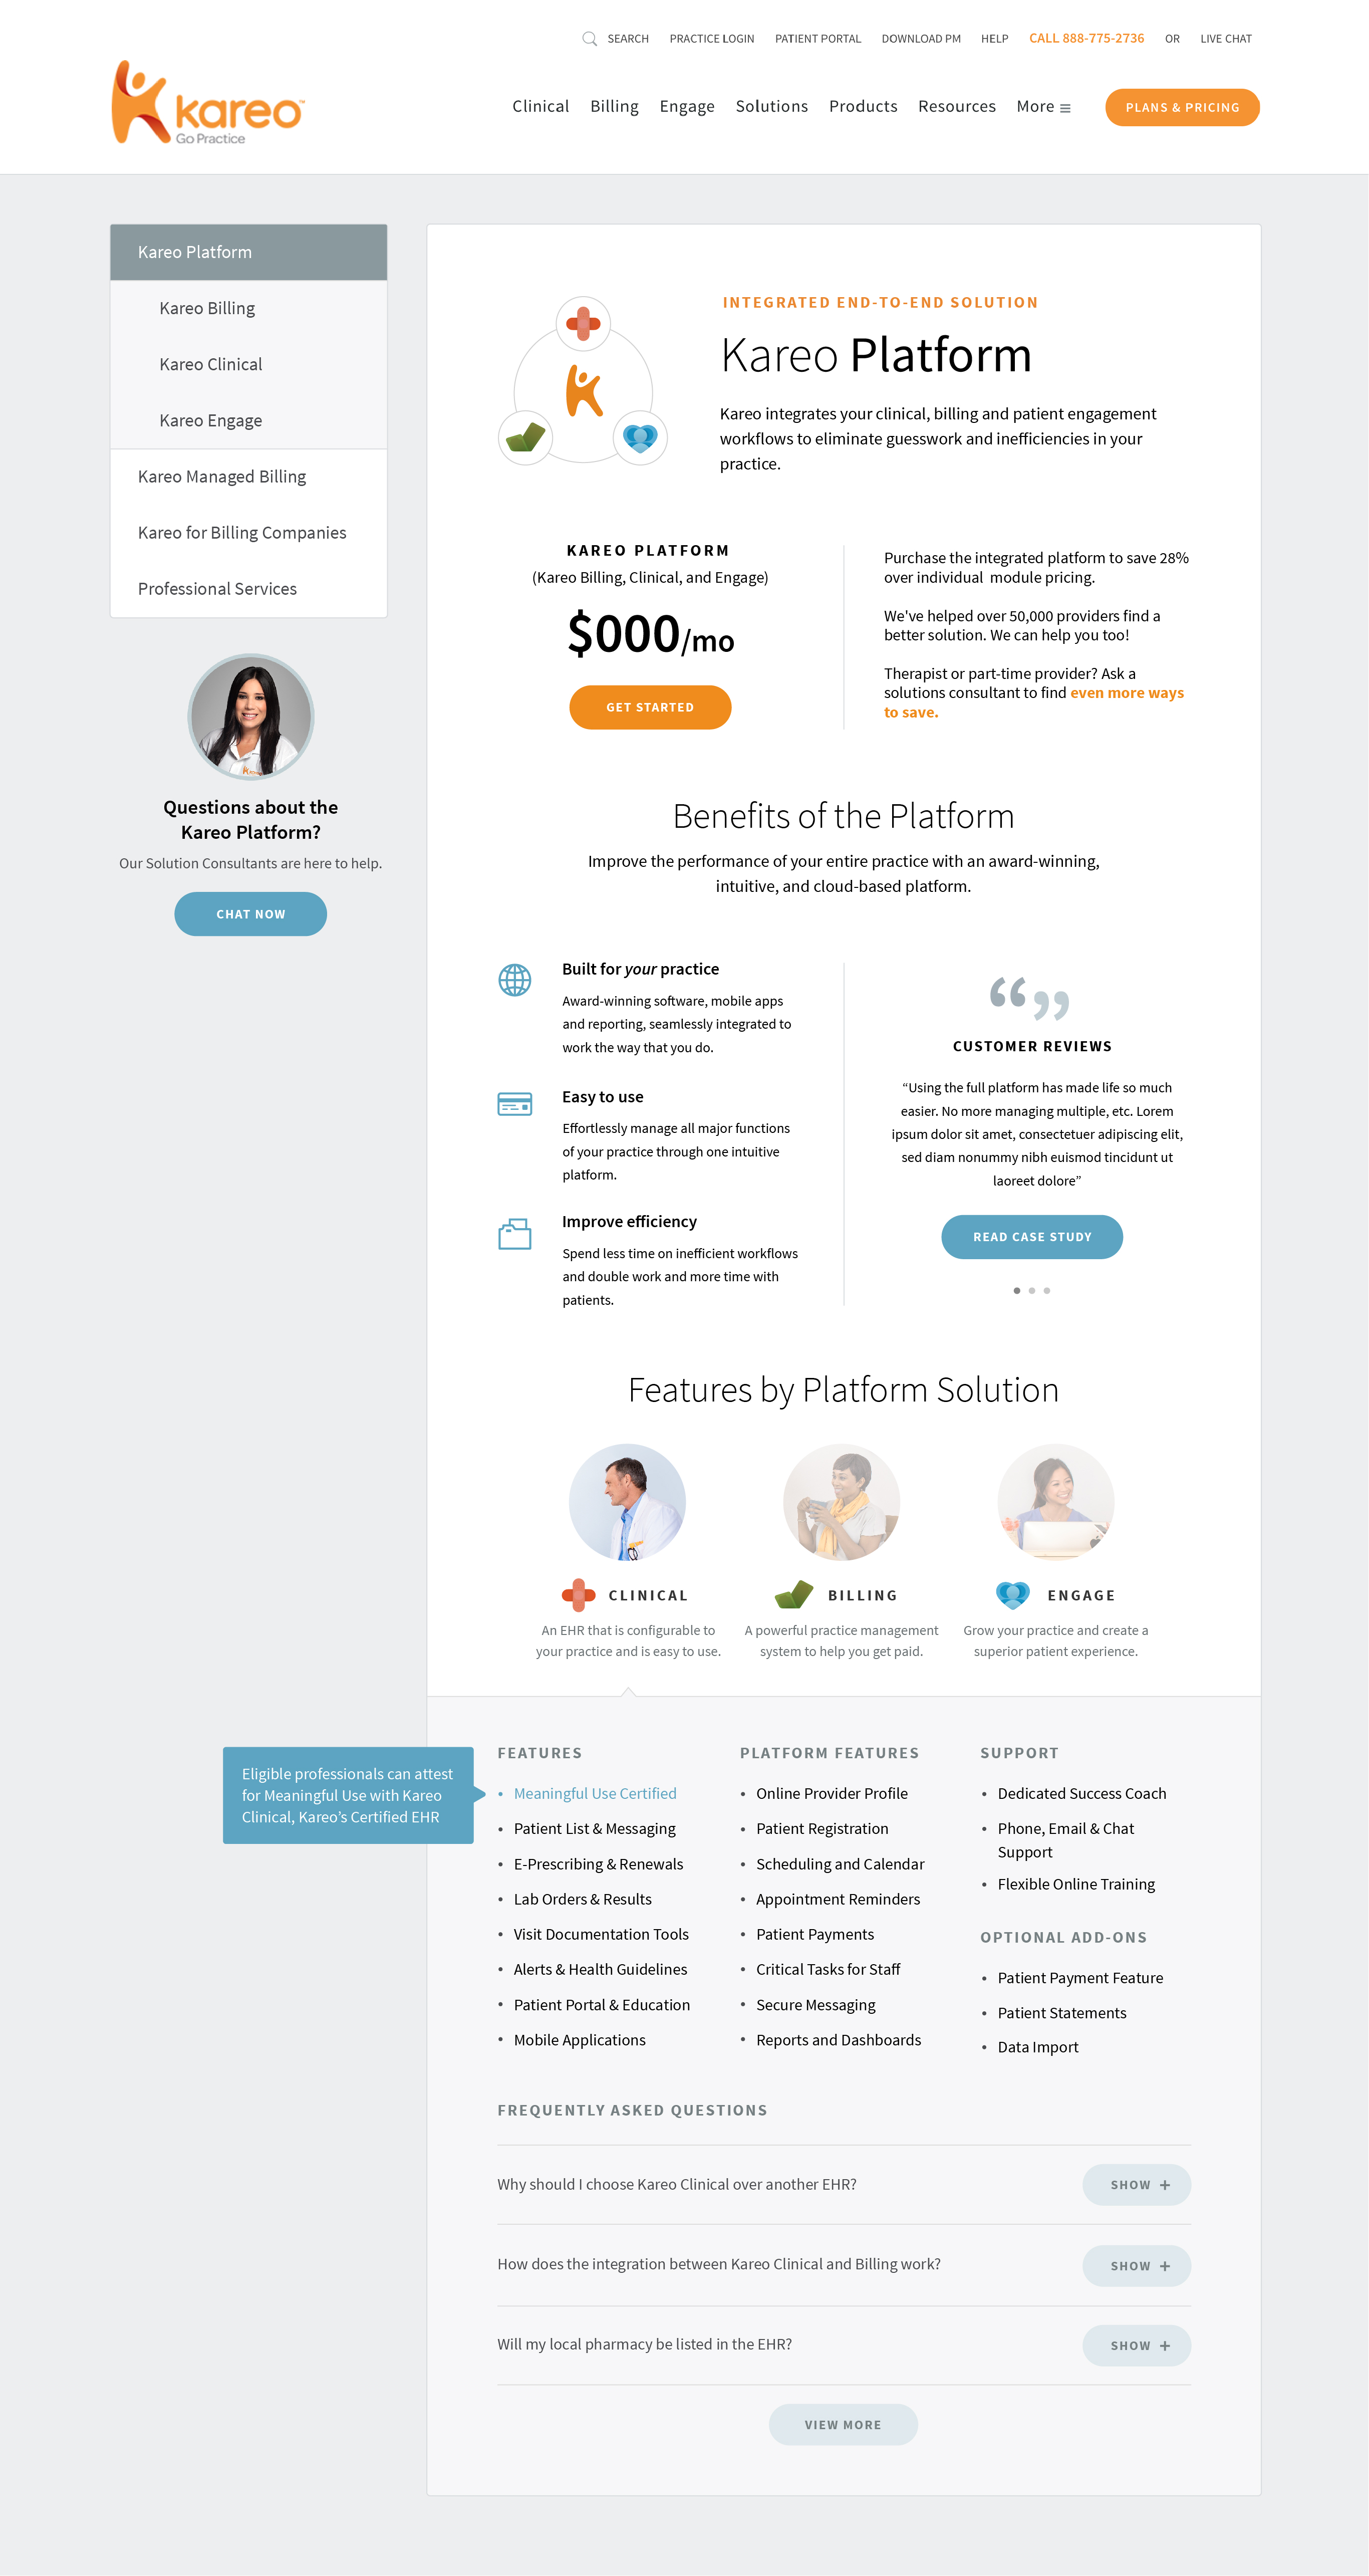 SEARCH PRACTICE LOGIN PATIENT PORTAL DOWNLOAD PM HELP CALL 888-775-2736 OR LIVE CHAT
kareo™
Go Practice
Clinical Billing Engage Solutions Products Resources More
PLANS & PRICING
Kareo Platform
Kareo Billing
Kareo Clinical
Kareo Engage
Kareo Managed Billing
Kareo for Billing Companies
Professional Services
Questions about the
Kareo Platform?
Our Solution Consultants are here to help.
CHAT NOW
INTEGRATED END-TO-END SOLUTION
Kareo Platform
Kareo integrates your clinical, billing and patient engagement
workflows to eliminate guesswork and inefficiencies in your
practice.
KAREO PLATFORM
(Kareo Billing, Clinical, and Engage)
$000/mo
GET STARTED
Purchase the integrated platform to save 28%
over individual module pricing.
We've helped over 50,000 providers find a
better solution. We can help you too!
Therapist or part-time provider? Ask a
solutions consultant to find even more ways
to save.
Benefits of the Platform
Improve the performance of your entire practice with an award-winning,
intuitive, and cloud-based platform.
Built for your practice
Award-winning software, mobile apps
and reporting, seamlessly integrated to
work the way that you do.
Easy to use
Effortlessly manage all major functions
of your practice through one intuitive
platform.
Improve efficiency
Spend less time on inefficient workflows
and double work and more time with
patients.
CUSTOMER REVIEWS
“Using the full platform has made life so much
easier. No more managing multiple, etc. Lorem
ipsum dolor sit amet, consectetuer adipiscing elit,
sed diam nonummy nibh euismod tincidunt ut
laoreet dolore”
READ CASE STUDY
Features by Platform Solution
CLINICAL
An EHR that is configurable to
your practice and is easy to use.
BILLING
A powerful practice management
system to help you get paid.
ENGAGE
Grow your practice and create a
superior patient experience.
Eligible professionals can attest
for Meaningful Use with Kareo
Clinical, Kareo’s Certified EHR
FEATURES
• Meaningful Use Certified
• Patient List & Messaging
• E-Prescribing & Renewals
• Lab Orders & Results
• Visit Documentation Tools
• Alerts & Health Guidelines
• Patient Portal & Education
• Mobile Applications
PLATFORM FEATURES
• Online Provider Profile
• Patient Registration
• Scheduling and Calendar
• Appointment Reminders
• Patient Payments
• Critical Tasks for Staff
• Secure Messaging
• Reports and Dashboards
SUPPORT
• Dedicated Success Coach
• Phone, Email & Chat
Support
• Flexible Online Training
OPTIONAL ADD-ONS
• Patient Payment Feature
• Patient Statements
• Data Import
FREQUENTLY ASKED QUESTIONS
Why should I choose Kareo Clinical over another EHR?
SHOW +
How does the integration between Kareo Clinical and Billing work?
SHOW +
Will my local pharmacy be listed in the EHR?
SHOW +
VIEW MORE